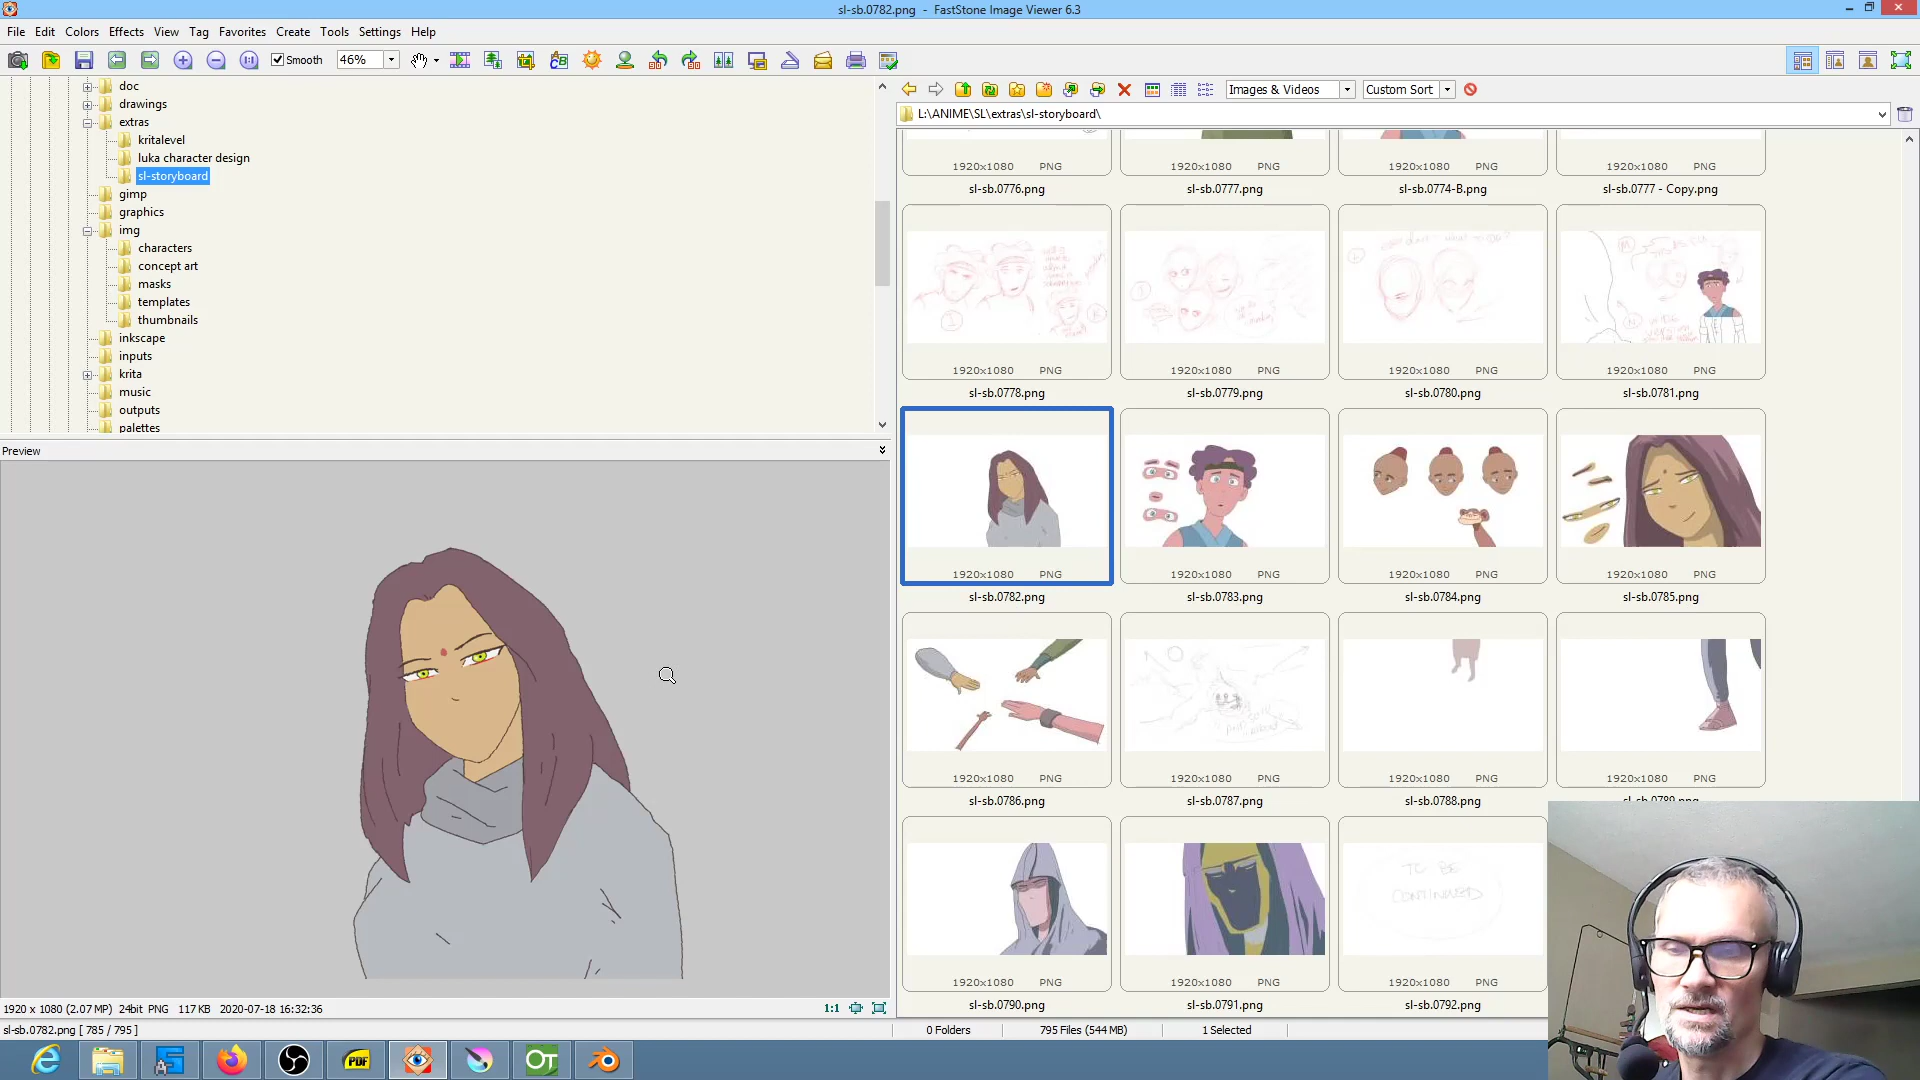 sl-sb.0782.png - FastStone Image Viewer 6.3
File Edit Colors Effects View Tag Favorites Create Tools Settings Help
Smooth 46% Images & Videos Custom Sort
L:\ANIME\SL\extras\sl-storyboard\
doc
drawings
extras
kritalevel
luka character design
sl-storyboard
gimp
graphics
img
characters
concept art
masks
templates
thumbnails
inkscape
inputs
krita
music
outputs
palettes
Preview
1920x1080 PNG 1920x1080 PNG 1920x1080 PNG 1920x1080 PNG
sl-sb.0776.png sl-sb.0777.png sl-sb.0774-B.png sl-sb.0777 - Copy.png
1920x1080 PNG 1920x1080 PNG 1920x1080 PNG 1920x1080 PNG
sl-sb.0778.png sl-sb.0779.png sl-sb.0780.png sl-sb.0781.png
1920x1080 PNG 1920x1080 PNG 1920x1080 PNG 1920x1080 PNG
sl-sb.0782.png sl-sb.0783.png sl-sb.0784.png sl-sb.0785.png
1920x1080 PNG 1920x1080 PNG 1920x1080 PNG 1920x1080 PNG
sl-sb.0786.png sl-sb.0787.png sl-sb.0788.png sl-sb.0789.png
TO BE
CONTINUED
1920x1080 PNG 1920x1080 PNG 1920x1080 PNG
sl-sb.0790.png sl-sb.0791.png sl-sb.0792.png
1920 x 1080 (2.07 MP) 24bit PNG 117 KB 2020-07-18 16:32:36 1:1
sl-sb.0782.png [ 785 / 795 ] 0 Folders 795 Files (544 MB) 1 Selected
PDF
OT